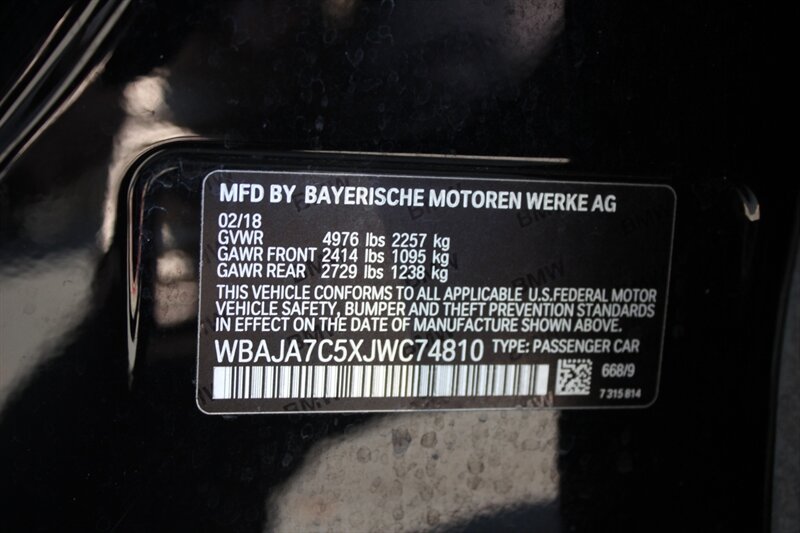 MFD BY BAYERISCHE MOTOREN WERKE AG
02/18
GVWR 4976 lbs 2257 kg
GAWR FRONT 2414 lbs 1095 kg
GAWR REAR 2729 lbs 1238 kg
THIS VEHICLE CONFORMS TO ALL APPLICABLE U.S.FEDERAL MOTOR
VEHICLE SAFETY, BUMPER AND THEFT PREVENTION STANDARDS
IN EFFECT ON THE DATE OF MANUFACTURE SHOWN ABOVE.
WBAJA7C5XJWC74810 TYPE: PASSENGER CAR
668/9
7 315 814